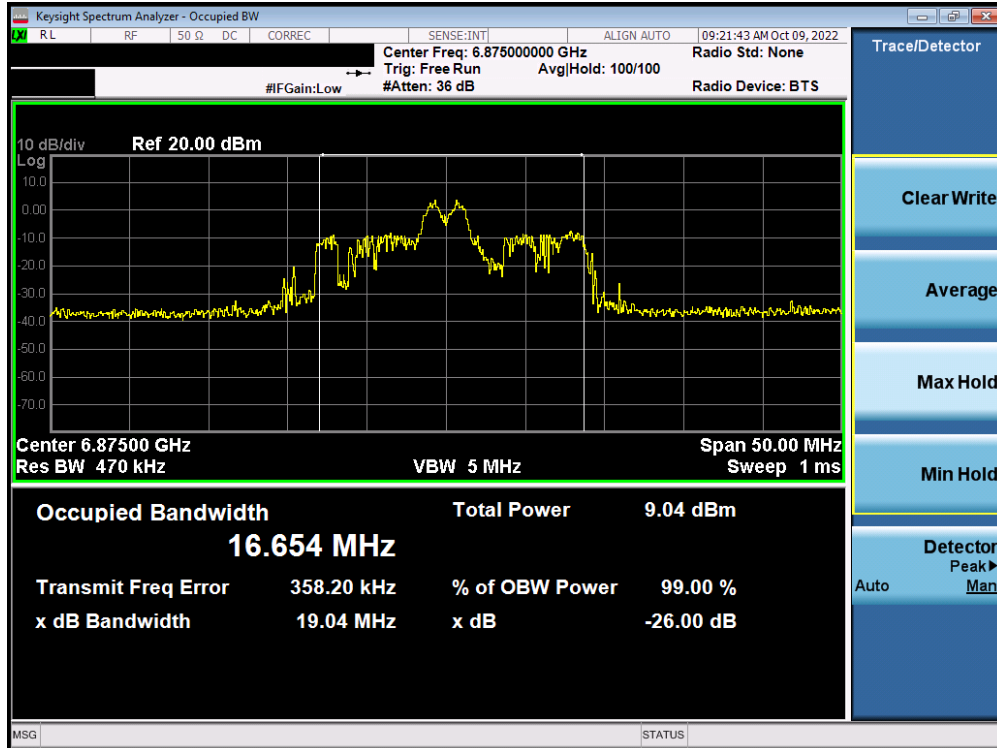 Keysight Spectrum Analyzer - Occupied BW
LXI RL RF 50 Ω DC CORREC SENSE:INT ALIGN AUTO 09:21:43 AM Oct 09, 2022
Center Freq: 6.875000000 GHz Radio Std: None
Trig: Free Run Avg|Hold: 100/100
#IFGain:Low #Atten: 36 dB Radio Device: BTS
Trace/Detector
10 dB/div Ref 20.00 dBm
Log
10.0
0.00
-10.0
-20.0
-30.0
-40.0
-50.0
-60.0
-70.0
Center 6.87500 GHz Span 50.00 MHz
Res BW 470 kHz VBW 5 MHz Sweep 1 ms
Occupied Bandwidth Total Power 9.04 dBm
16.654 MHz
Transmit Freq Error 358.20 kHz % of OBW Power 99.00 %
x dB Bandwidth 19.04 MHz x dB -26.00 dB
Clear Write
Average
Max Hold
Min Hold
Detector
Peak▶
Auto Man
MSG STATUS